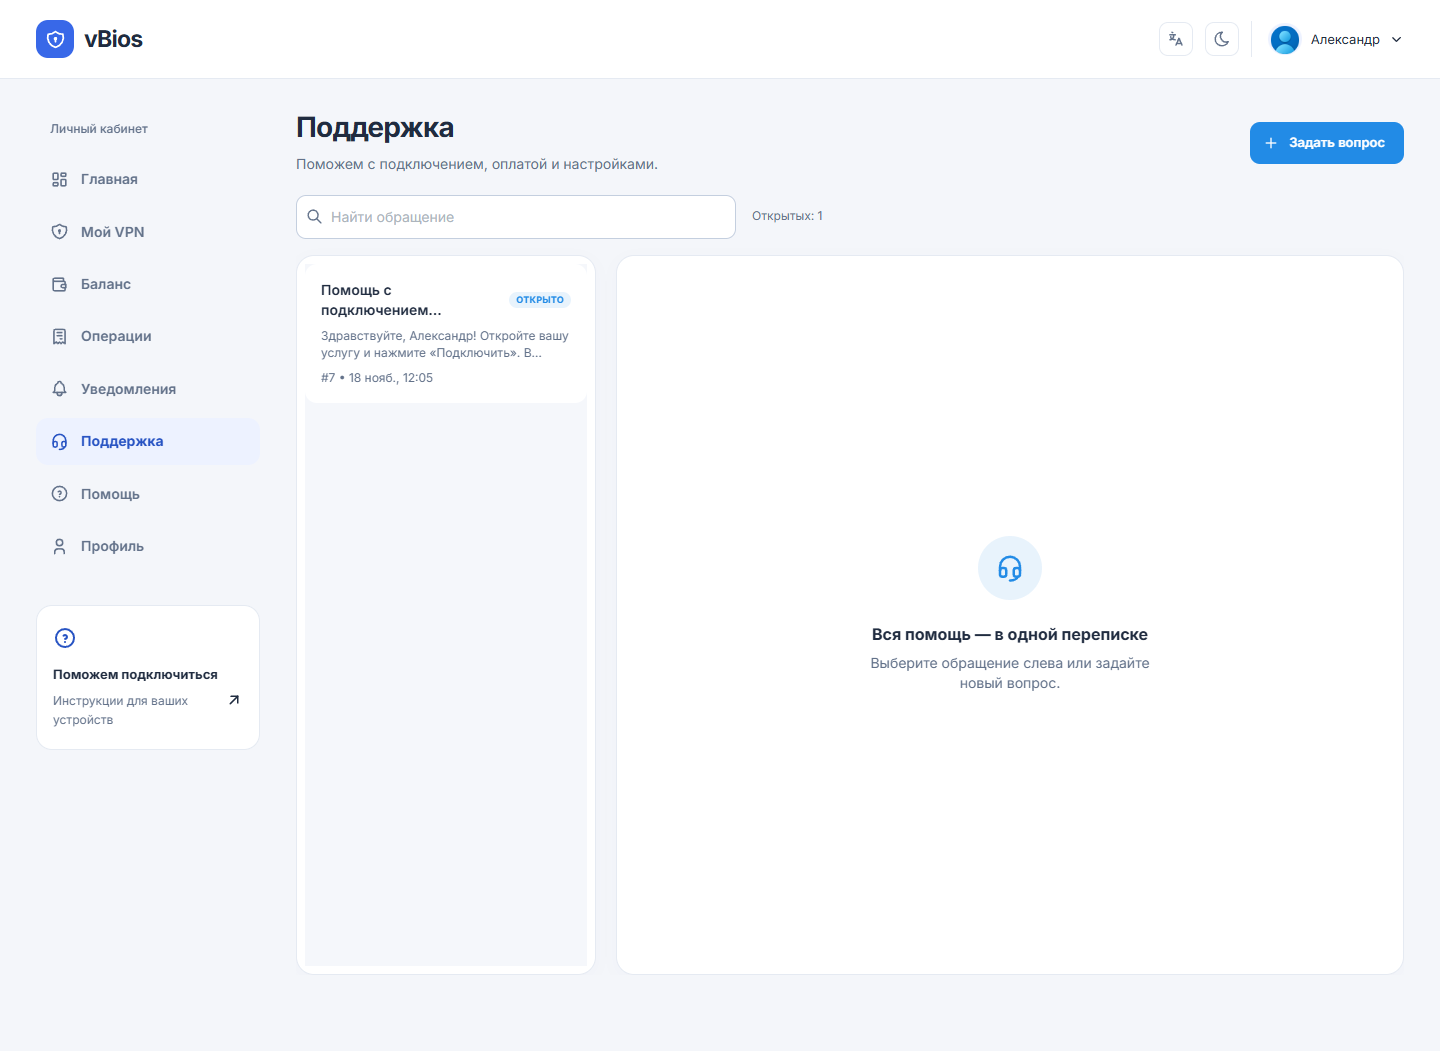 vBios
Александр
Личный кабинет
Главная
Мой VPN
Баланс
Операции
Уведомления
Поддержка
Помощь
Профиль
Поможем подключиться
Инструкции для ваших
устройств
Поддержка
Поможем с подключением, оплатой и настройками.
Задать вопрос
Найти обращение
Открытых: 1
Помощь с
подключением...
ОТКРЫТО
Здравствуйте, Александр! Откройте вашу
услугу и нажмите «Подключить». В...
#7 • 18 нояб., 12:05
Вся помощь — в одной переписке
Выберите обращение слева или задайте
новый вопрос.